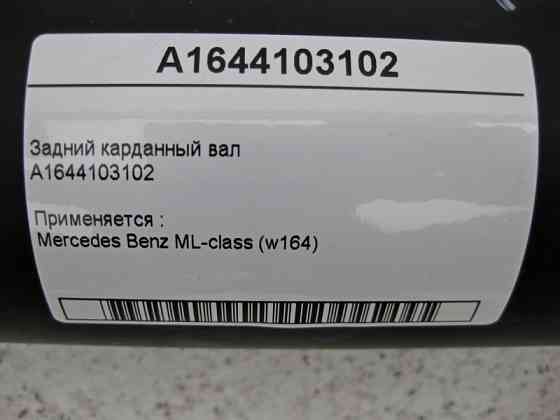 A1644103102
Задний карданный вал
A1644103102
Применяется :
Mercedes Benz ML-class (w164)